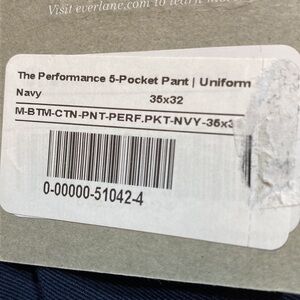 Visit everlane.com to learn more
The Performance 5-Pocket Pant | Uniform
Navy 35x32
M-BTM-CTN-PNT-PERF.PKT-NVY-35x3
0-00000-51042-4